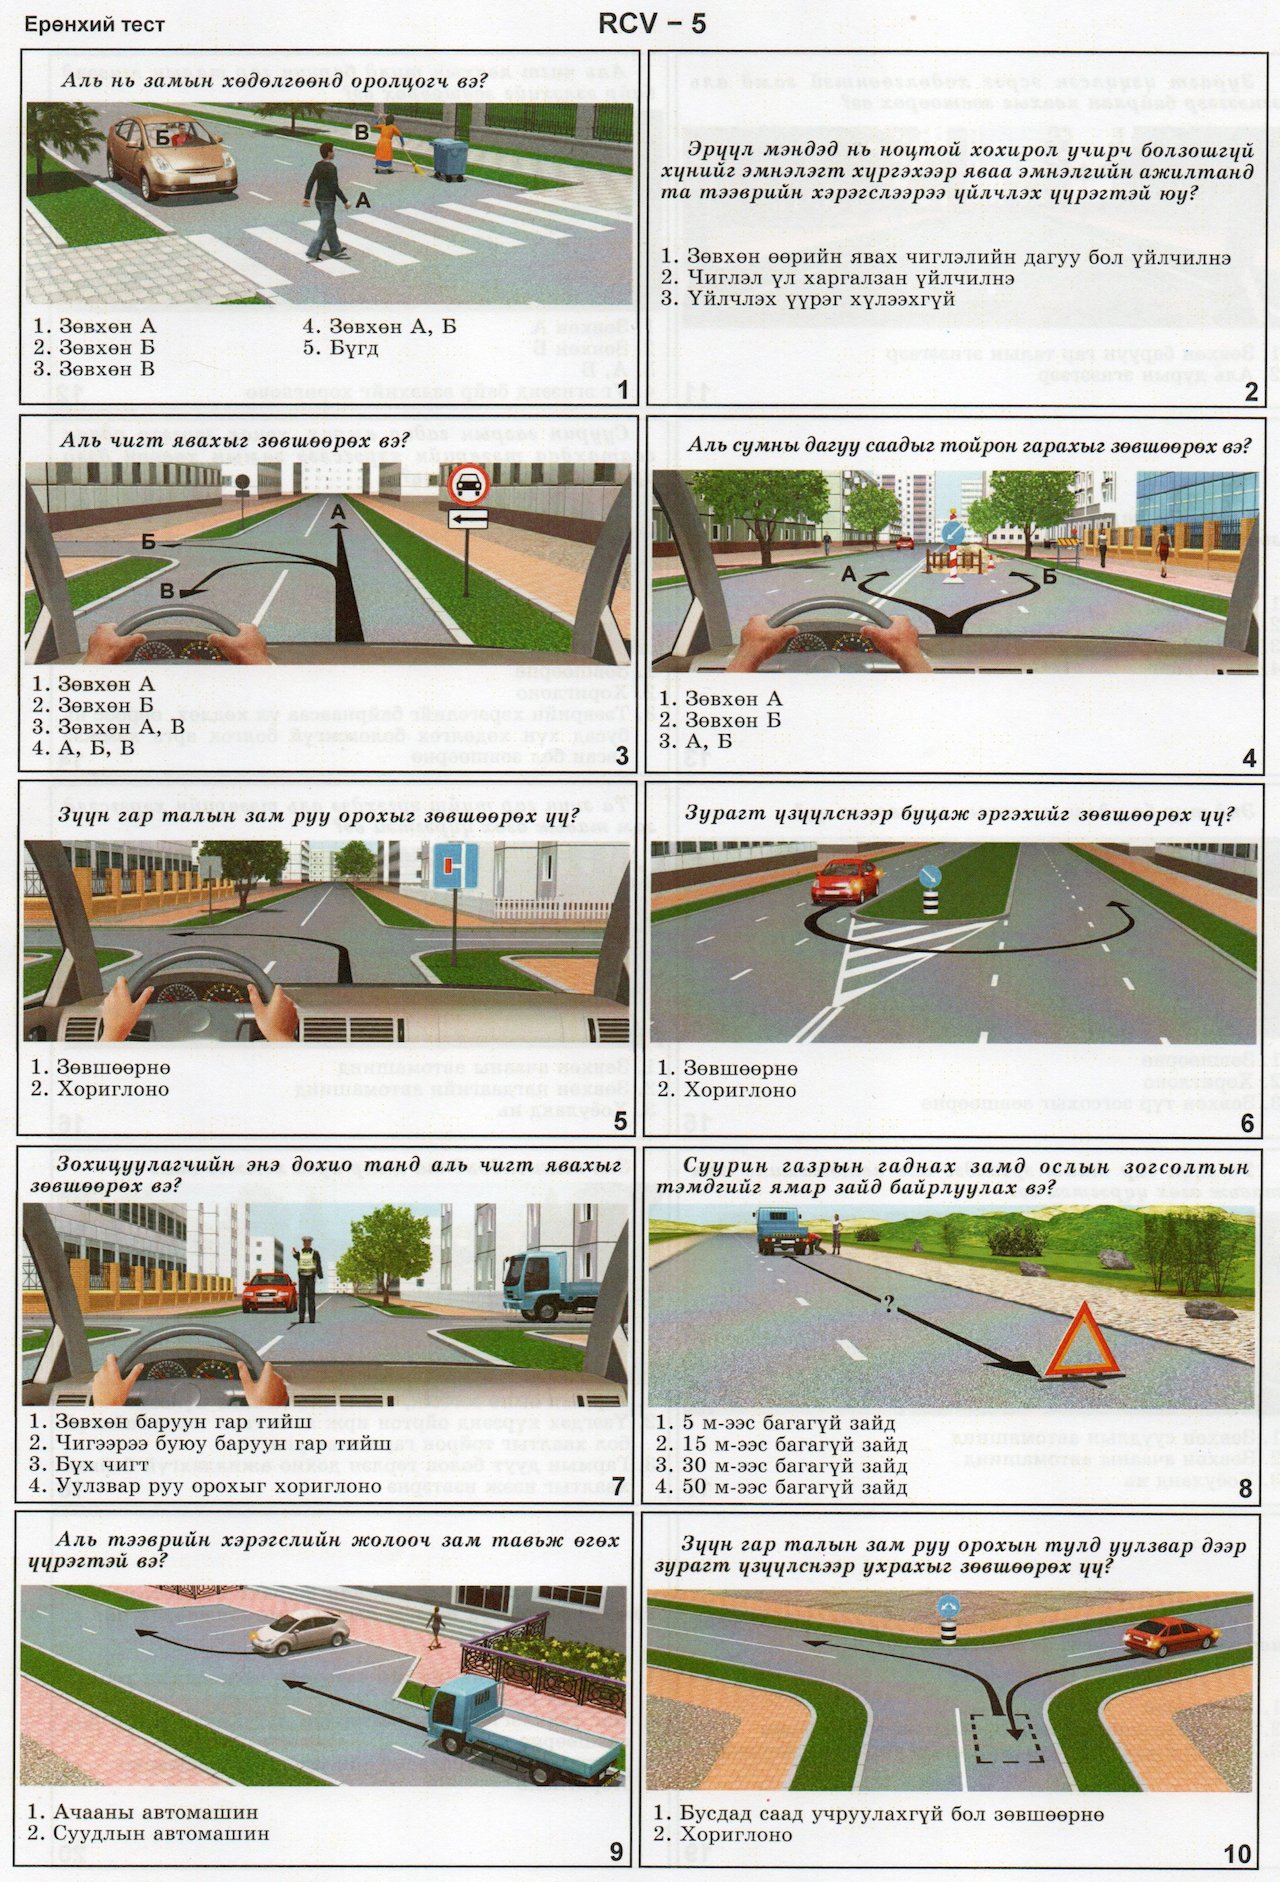 Ерөнхий тест
RCV – 5
Аль нь замын хөдөлгөөнд оролцогч вэ?
Б
В
А
1. Зөвхөн А
2. Зөвхөн Б
3. Зөвхөн В
4. Зөвхөн А, Б
5. Бүгд
1
Эрүүл мэндэд нь ноцтой хохирол учирч болзошгүй
хүнийг эмнэлэгт хүргэхээр яваа эмнэлгийн ажилтанд
та тээврийн хэрэгслээрээ үйлчлэх үүрэгтэй юу?
1. Зөвхөн өөрийн явах чиглэлийн дагуу бол үйлчилнэ
2. Чиглэл үл харгалзан үйлчилнэ
3. Үйлчлэх үүрэг хүлээхгүй
2
Аль чигт явахыг зөвшөөрөх вэ?
А
Б
В
1. Зөвхөн А
2. Зөвхөн Б
3. Зөвхөн А, В
4. А, Б, В
3
Аль сумны дагуу саадыг тойрон гарахыг зөвшөөрөх вэ?
А
Б
1. Зөвхөн А
2. Зөвхөн Б
3. А, Б
4
Зүүн гар талын зам руу орохыг зөвшөөрөх үү?
1. Зөвшөөрнө
2. Хориглоно
5
Зурагт үзүүлснээр буцаж эргэхийг зөвшөөрөх үү?
1. Зөвшөөрнө
2. Хориглоно
6
Зохицуулагчийн энэ дохио танд аль чигт явахыг
зөвшөөрөх вэ?
1. Зөвхөн баруун гар тийш
2. Чигээрээ буюу баруун гар тийш
3. Бүх чигт
4. Уулзвар руу орохыг хориглоно
7
Суурин газрын гаднах замд ослын зогсолтын
тэмдгийг ямар зайд байрлуулах вэ?
?
1. 5 м-ээс багагүй зайд
2. 15 м-ээс багагүй зайд
3. 30 м-ээс багагүй зайд
4. 50 м-ээс багагүй зайд
8
Аль тээврийн хэрэгслийн жолооч зам тавьж өгөх
үүрэгтэй вэ?
1. Ачааны автомашин
2. Суудлын автомашин
9
Зүүн гар талын зам руу орохын тулд уулзвар дээр
зурагт үзүүлснээр ухрахыг зөвшөөрөх үү?
1. Бусдад саад учруулахгүй бол зөвшөөрнө
2. Хориглоно
10